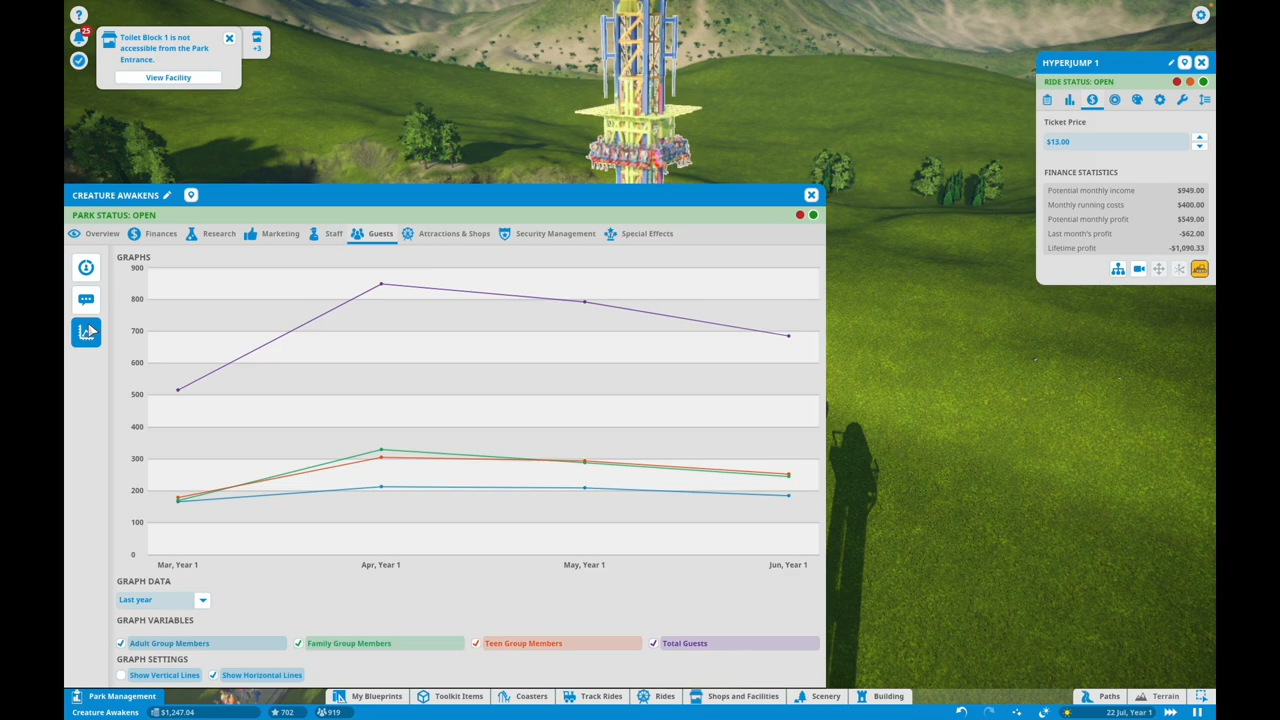 ?
25
Toilet Block 1 is not
accessible from the Park
Entrance.
View Facility
+3
HYPERJUMP 1
RIDE STATUS: OPEN
Ticket Price
$13.00
FINANCE STATISTICS
Potential monthly income $949.00
Monthly running costs $400.00
Potential monthly profit $549.00
Last month's profit -$62.00
Lifetime profit -$1,090.33
CREATURE AWAKENS
PARK STATUS: OPEN
Overview Finances Research Marketing Staff Guests Attractions & Shops Security Management Special Effects
GRAPHS
900
800
700
600
500
400
300
200
100
0
Mar, Year 1 Apr, Year 1 May, Year 1 Jun, Year 1
GRAPH DATA
Last year
GRAPH VARIABLES
Adult Group Members Family Group Members Teen Group Members Total Guests
GRAPH SETTINGS
Show Vertical Lines Show Horizontal Lines
Park Management My Blueprints Toolkit Items Coasters Track Rides Rides Shops and Facilities Scenery Building Paths Terrain
Creature Awakens $1,247.04 702 919 22 Jul, Year 1